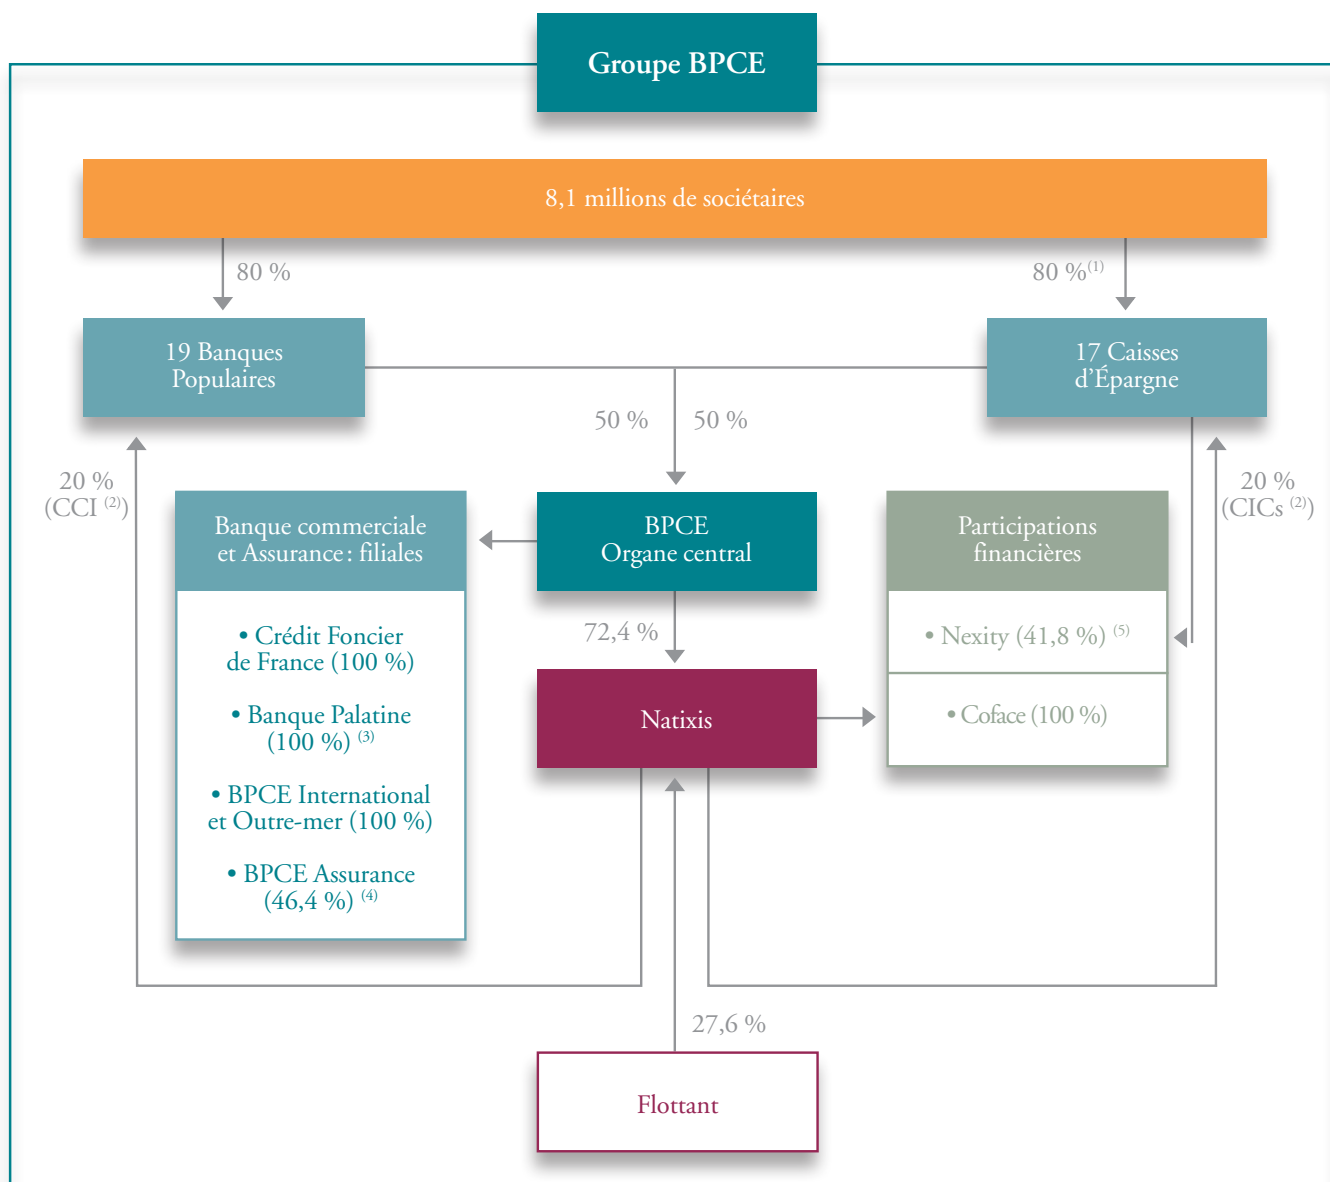 Groupe BPCE
8,1 millions de sociétaires
80 %
80 %(1)
19 Banques
Populaires
17 Caisses
d’Épargne
50 %
50 %
20 %
(CCI (2))
20 %
(CICs (2))
Banque commerciale
et Assurance : filiales
• Crédit Foncier
de France (100 %)
• Banque Palatine
(100 %) (3)
• BPCE International
et Outre-mer (100 %)
• BPCE Assurance
(46,4 %) (4)
BPCE
Organe central
72,4 %
Natixis
Participations
financières
• Nexity (41,8 %) (5)
• Coface (100 %)
27,6 %
Flottant